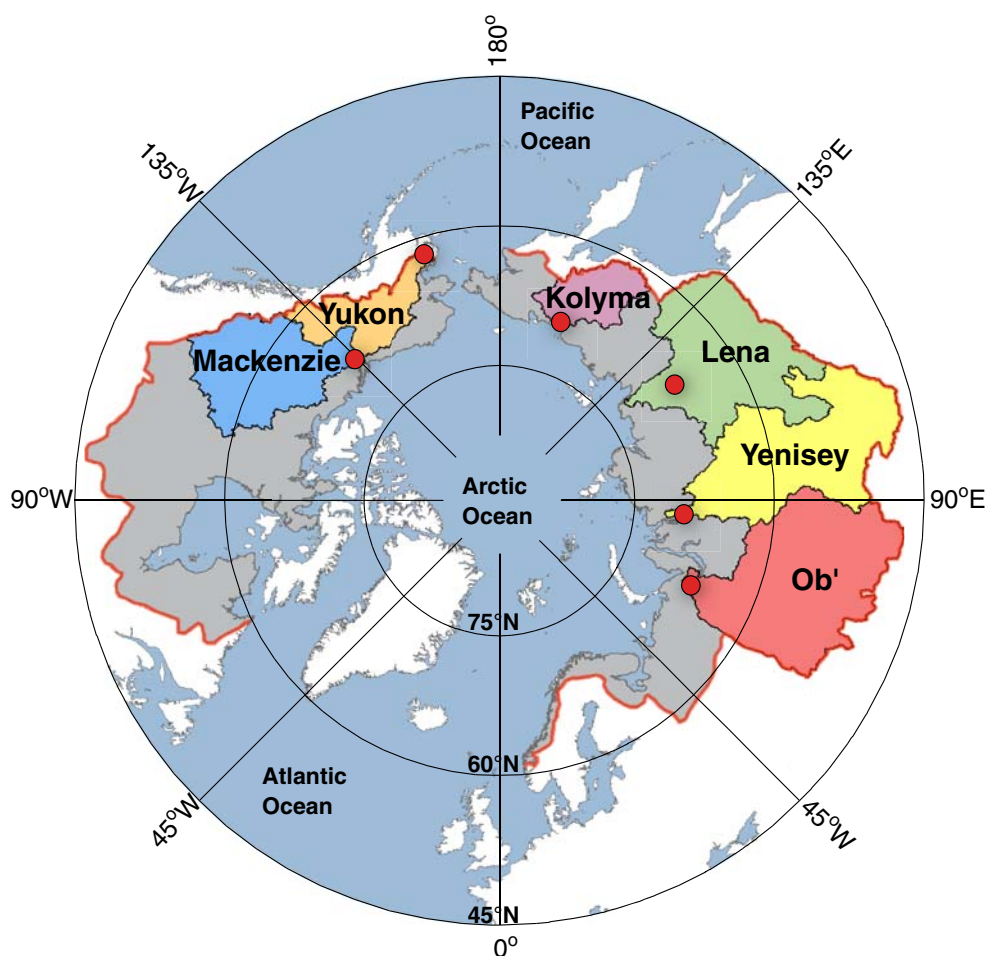 180°
Pacific
Ocean
135°W
135°E
Kolyma
Yukon
Lena
Mackenzie
Yenisey
90°W
Arctic
Ocean
90°E
Ob'
75°N
60°N
Atlantic
Ocean
45°W
45°W
45°N
0°